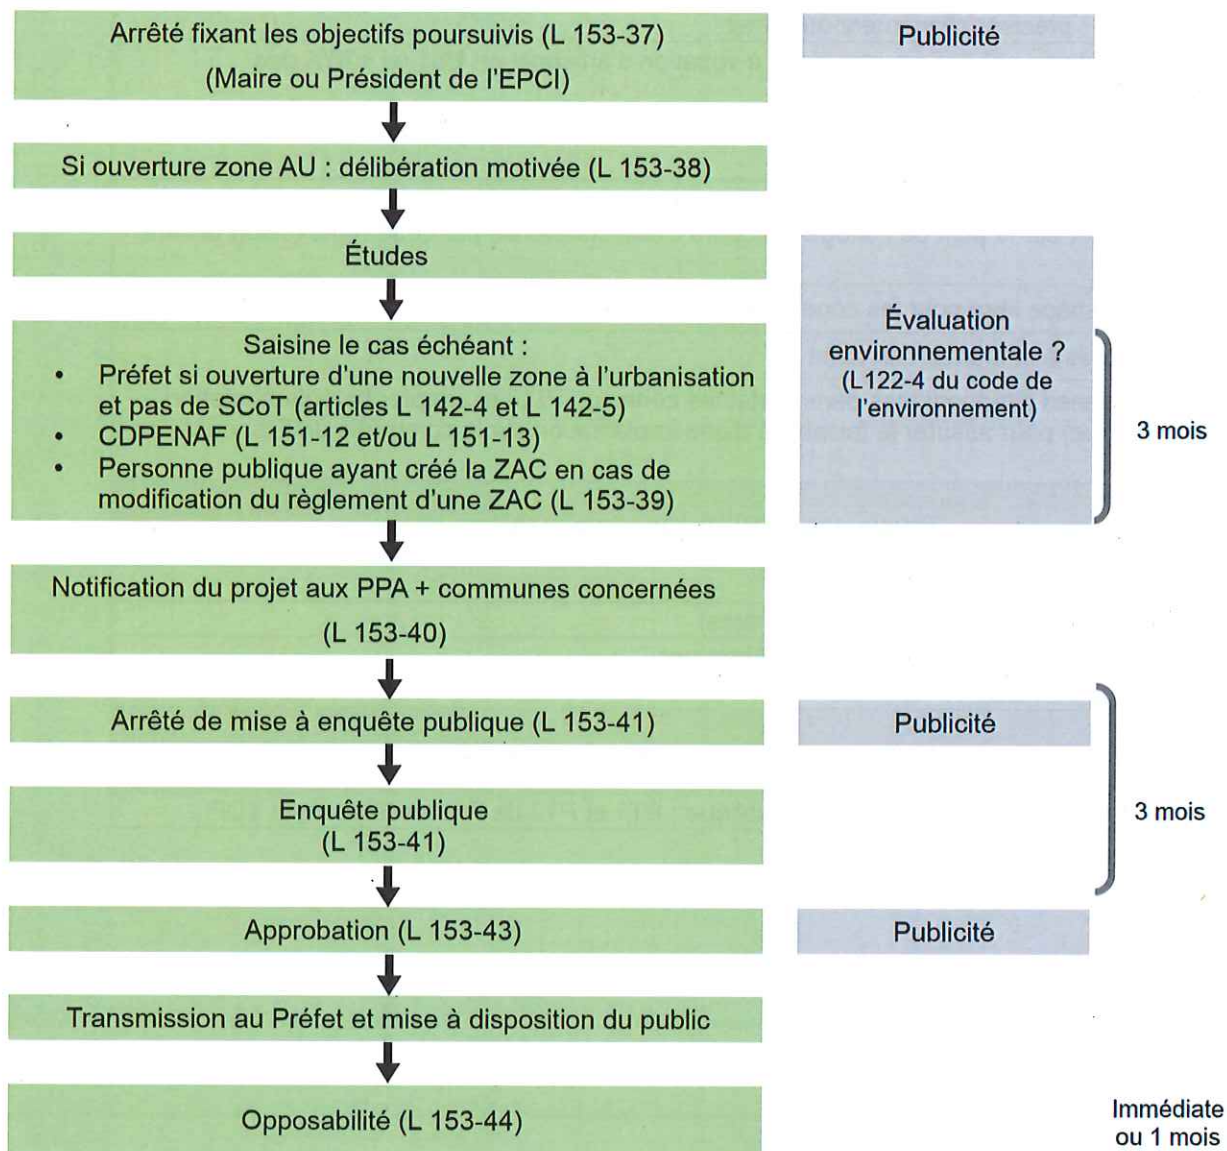 Arrêté fixant les objectifs poursuivis (L 153-37)
(Maire ou Président de l'EPCI)
Publicité
Si ouverture zone AU : délibération motivée (L 153-38)
Études
Saisine le cas échéant :
• Préfet si ouverture d'une nouvelle zone à l'urbanisation
et pas de SCoT (articles L 142-4 et L 142-5)
• CDPENAF (L 151-12 et/ou L 151-13)
• Personne publique ayant créé la ZAC en cas de
modification du règlement d'une ZAC (L 153-39)
Évaluation
environnementale ?
(L122-4 du code de
l'environnement)
3 mois
Notification du projet aux PPA + communes concernées
(L 153-40)
Arrêté de mise à enquête publique (L 153-41)
Publicité
Enquête publique
(L 153-41)
3 mois
Approbation (L 153-43)
Publicité
Transmission au Préfet et mise à disposition du public
Opposabilité (L 153-44)
Immédiate
ou 1 mois